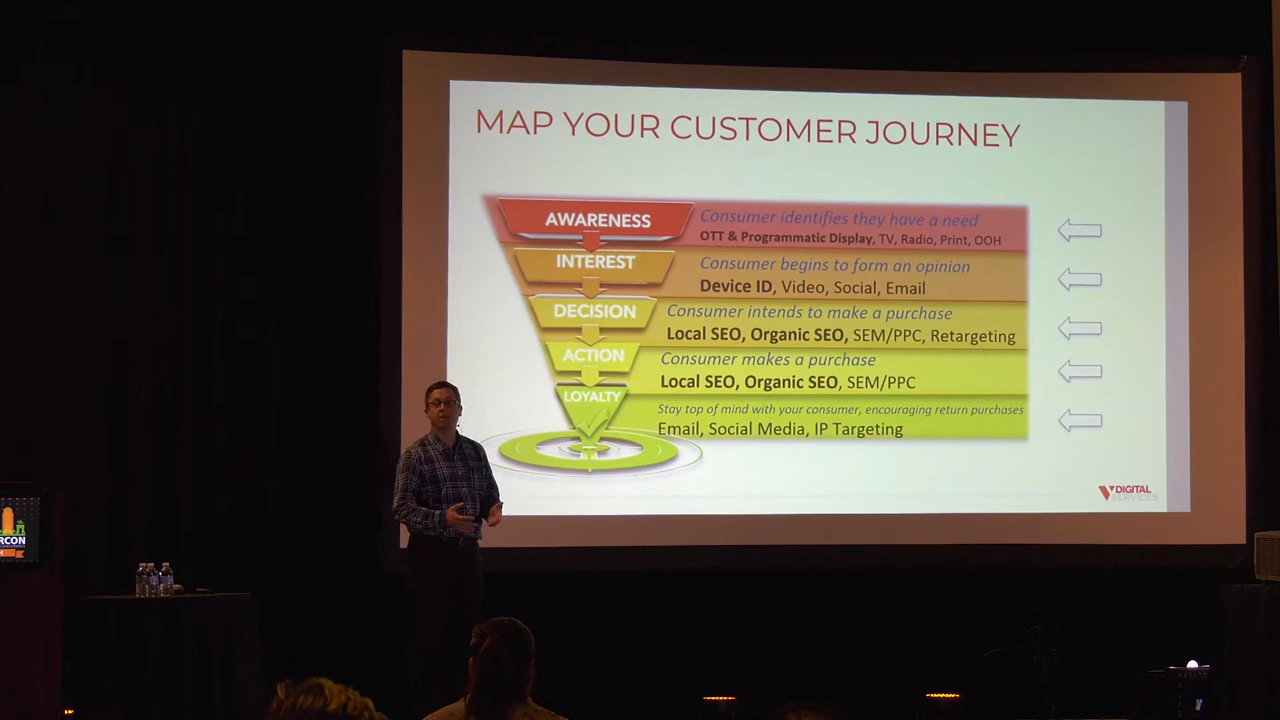 MAP YOUR CUSTOMER JOURNEY
AWARENESS
Consumer identifies they have a need
OTT & Programmatic Display, TV, Radio, Print, OOH
INTEREST
Consumer begins to form an opinion
Device ID, Video, Social, Email
DECISION
Consumer intends to make a purchase
Local SEO, Organic SEO, SEM/PPC, Retargeting
ACTION
Consumer makes a purchase
Local SEO, Organic SEO, SEM/PPC
LOYALTY
Stay top of mind with your consumer, encouraging return purchases
Email, Social Media, IP Targeting
DIGITAL
SERVICES
RCON